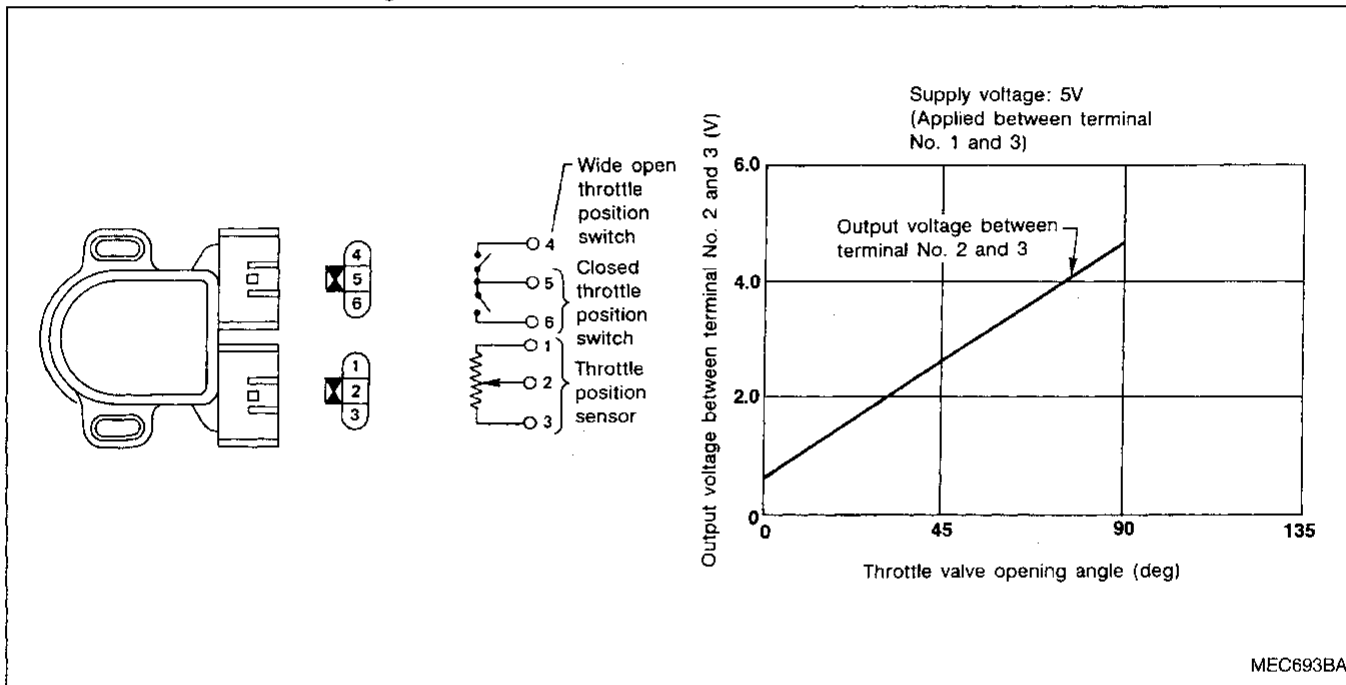 4
5
6
1
2
3
Wide open
throttle
position
switch
4
Closed
throttle
position
switch
5
6
1
2
3
Throttle
position
sensor
Supply voltage: 5V
(Applied between terminal
No. 1 and 3)
Output voltage between terminal No. 2 and 3 (V)
6.0
4.0
2.0
0
Output voltage between
terminal No. 2 and 3
0
45
90
135
Throttle valve opening angle (deg)
MEC693BA